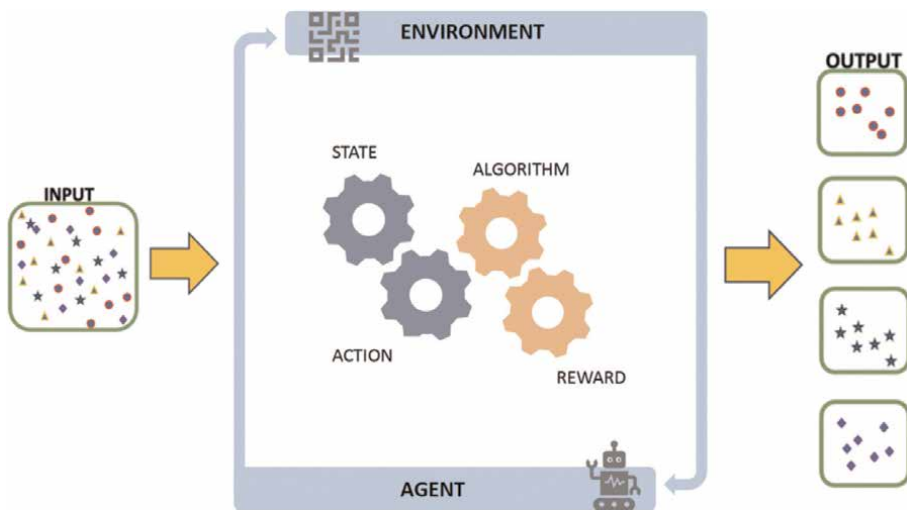 ENVIRONMENT
OUTPUT
STATE
ALGORITHM
INPUT
ACTION
REWARD
AGENT